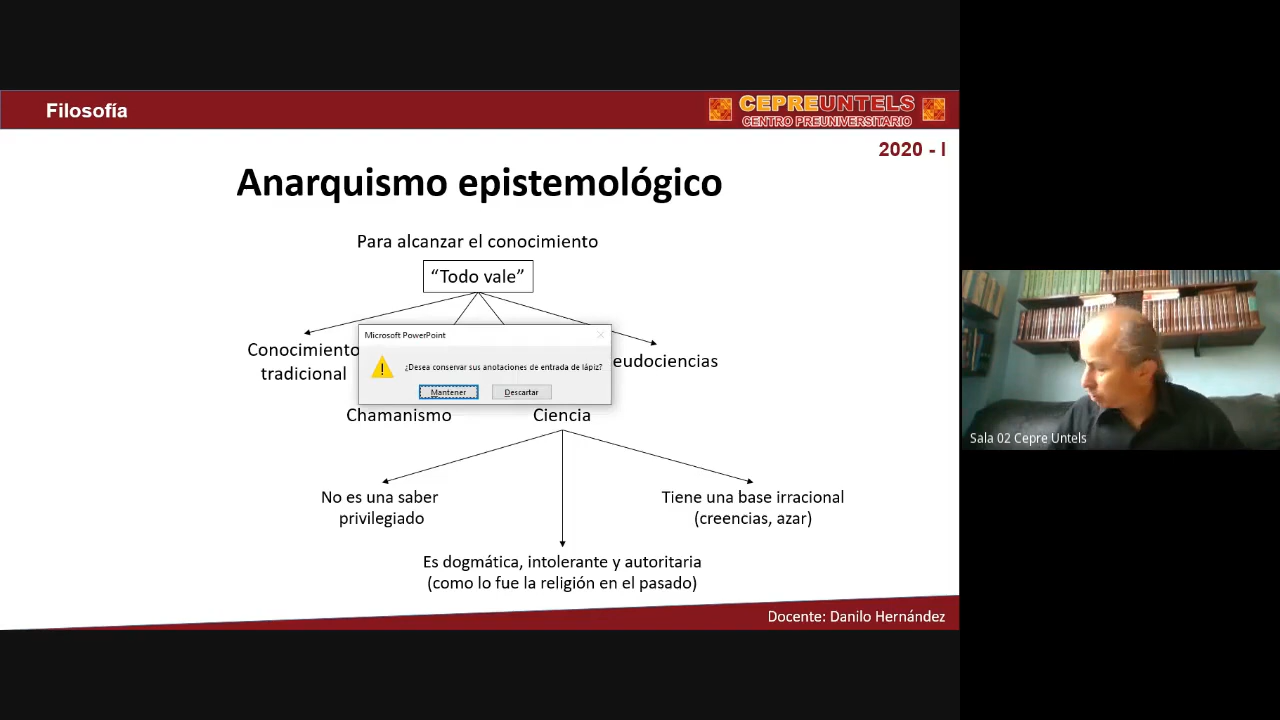 Filosofía
CEPREUNTELS
CENTRO PREUNIVERSITARIO
2020 - I
Anarquismo epistemológico
Para alcanzar el conocimiento
“Todo vale”
Conocimiento
tradicional
eudociencias
Microsoft PowerPoint
¿Desea conservar sus anotaciones de entrada de lápiz?
Mantener
Descartar
Chamanismo
Ciencia
No es una saber
privilegiado
Tiene una base irracional
(creencias, azar)
Es dogmática, intolerante y autoritaria
(como lo fue la religión en el pasado)
Docente: Danilo Hernández
Sala 02 Cepre Untels